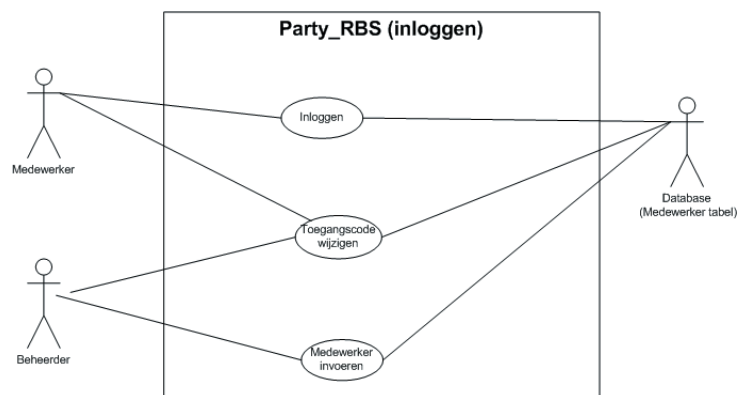 Party_RBS (inloggen)
Inloggen
Medewerker
Database
(Medewerker tabel)
Toegangscode
wijzigen
Medewerker
invoeren
Beheerder